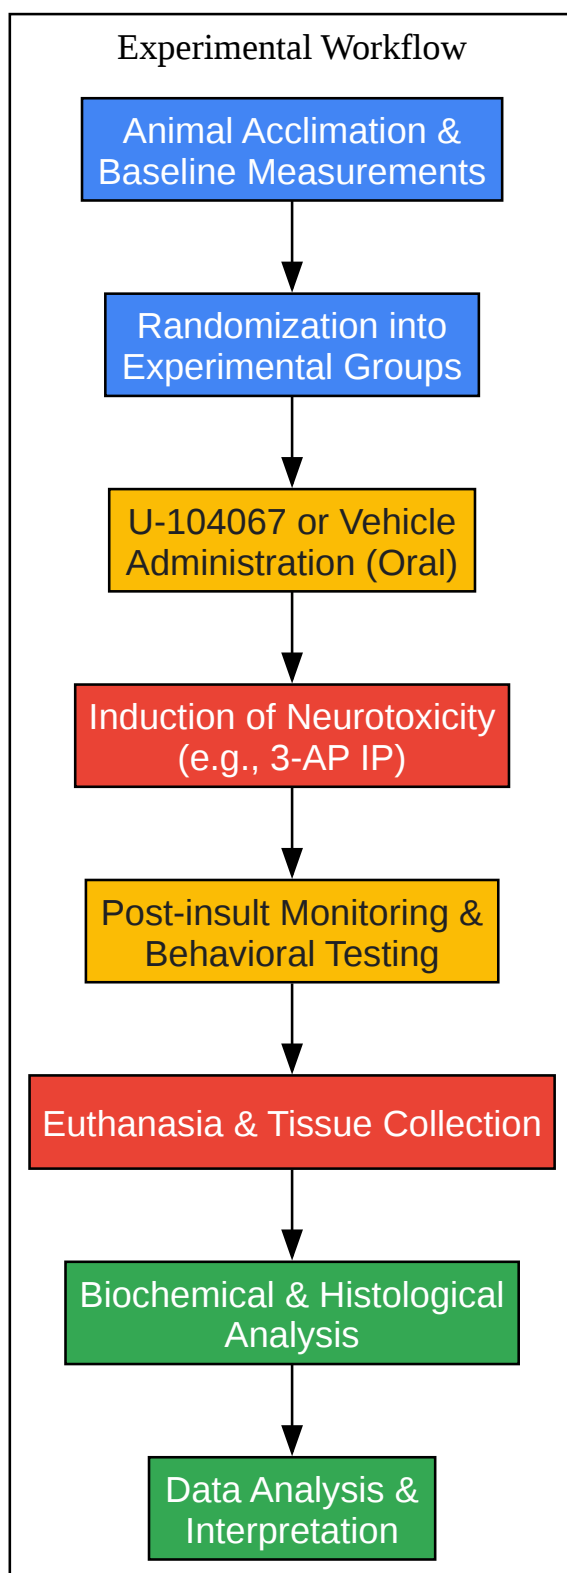 Experimental Workflow
Animal Acclimation &
Baseline Measurements
Randomization into
Experimental Groups
U-104067 or Vehicle
Administration (Oral)
Induction of Neurotoxicity
(e.g., 3-AP IP)
Post-insult Monitoring &
Behavioral Testing
Euthanasia & Tissue Collection
Biochemical & Histological
Analysis
Data Analysis &
Interpretation